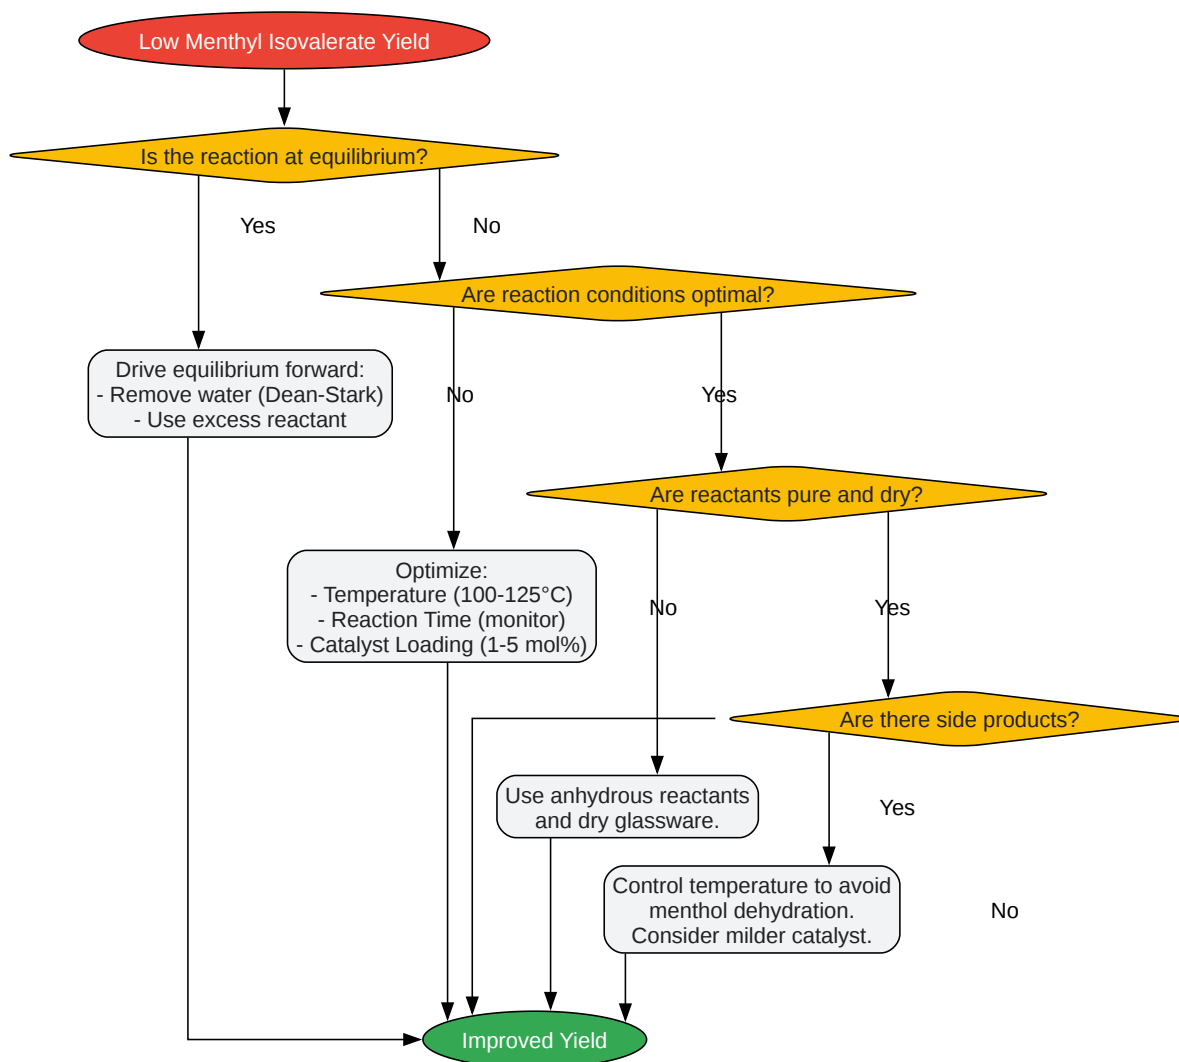 Low Menthyl Isovalerate Yield
Is the reaction at equilibrium?
Yes
No
Are reaction conditions optimal?
Drive equilibrium forward:
- Remove water (Dean-Stark)
- Use excess reactant
No
Yes
Are reactants pure and dry?
Optimize:
- Temperature (100-125°C)
- Reaction Time (monitor)
- Catalyst Loading (1-5 mol%)
No
Yes
Are there side products?
Use anhydrous reactants
and dry glassware.
Yes
Control temperature to avoid
menthol dehydration.
Consider milder catalyst.
No
Improved Yield